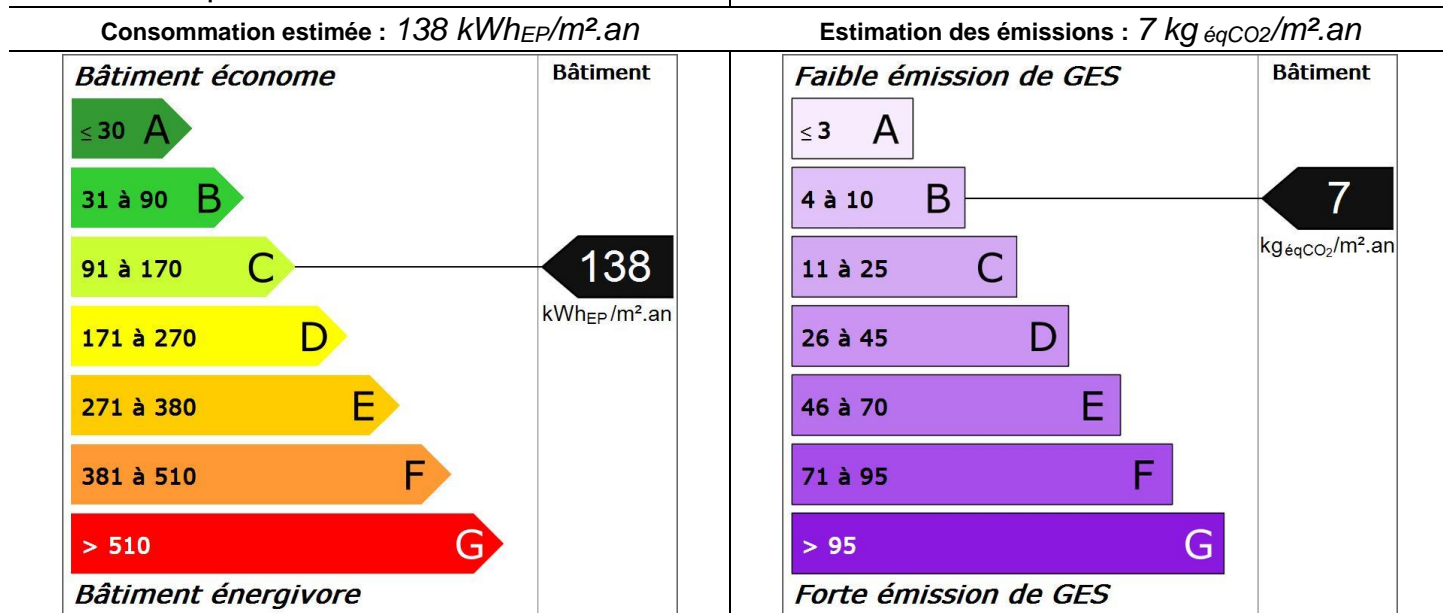 Consommation estimée : 138 kWhEP/m².an
Bâtiment économe
Bâtiment
≤ 30 A
31 à 90 B
91 à 170 C
138
kWhEP/m².an
171 à 270 D
271 à 380 E
381 à 510 F
> 510 G
Bâtiment énergivore
Estimation des émissions : 7 kg éqCO2/m².an
Faible émission de GES
Bâtiment
≤ 3 A
4 à 10 B
7
kgéqCO₂/m².an
11 à 25 C
26 à 45 D
46 à 70 E
71 à 95 F
> 95 G
Forte émission de GES